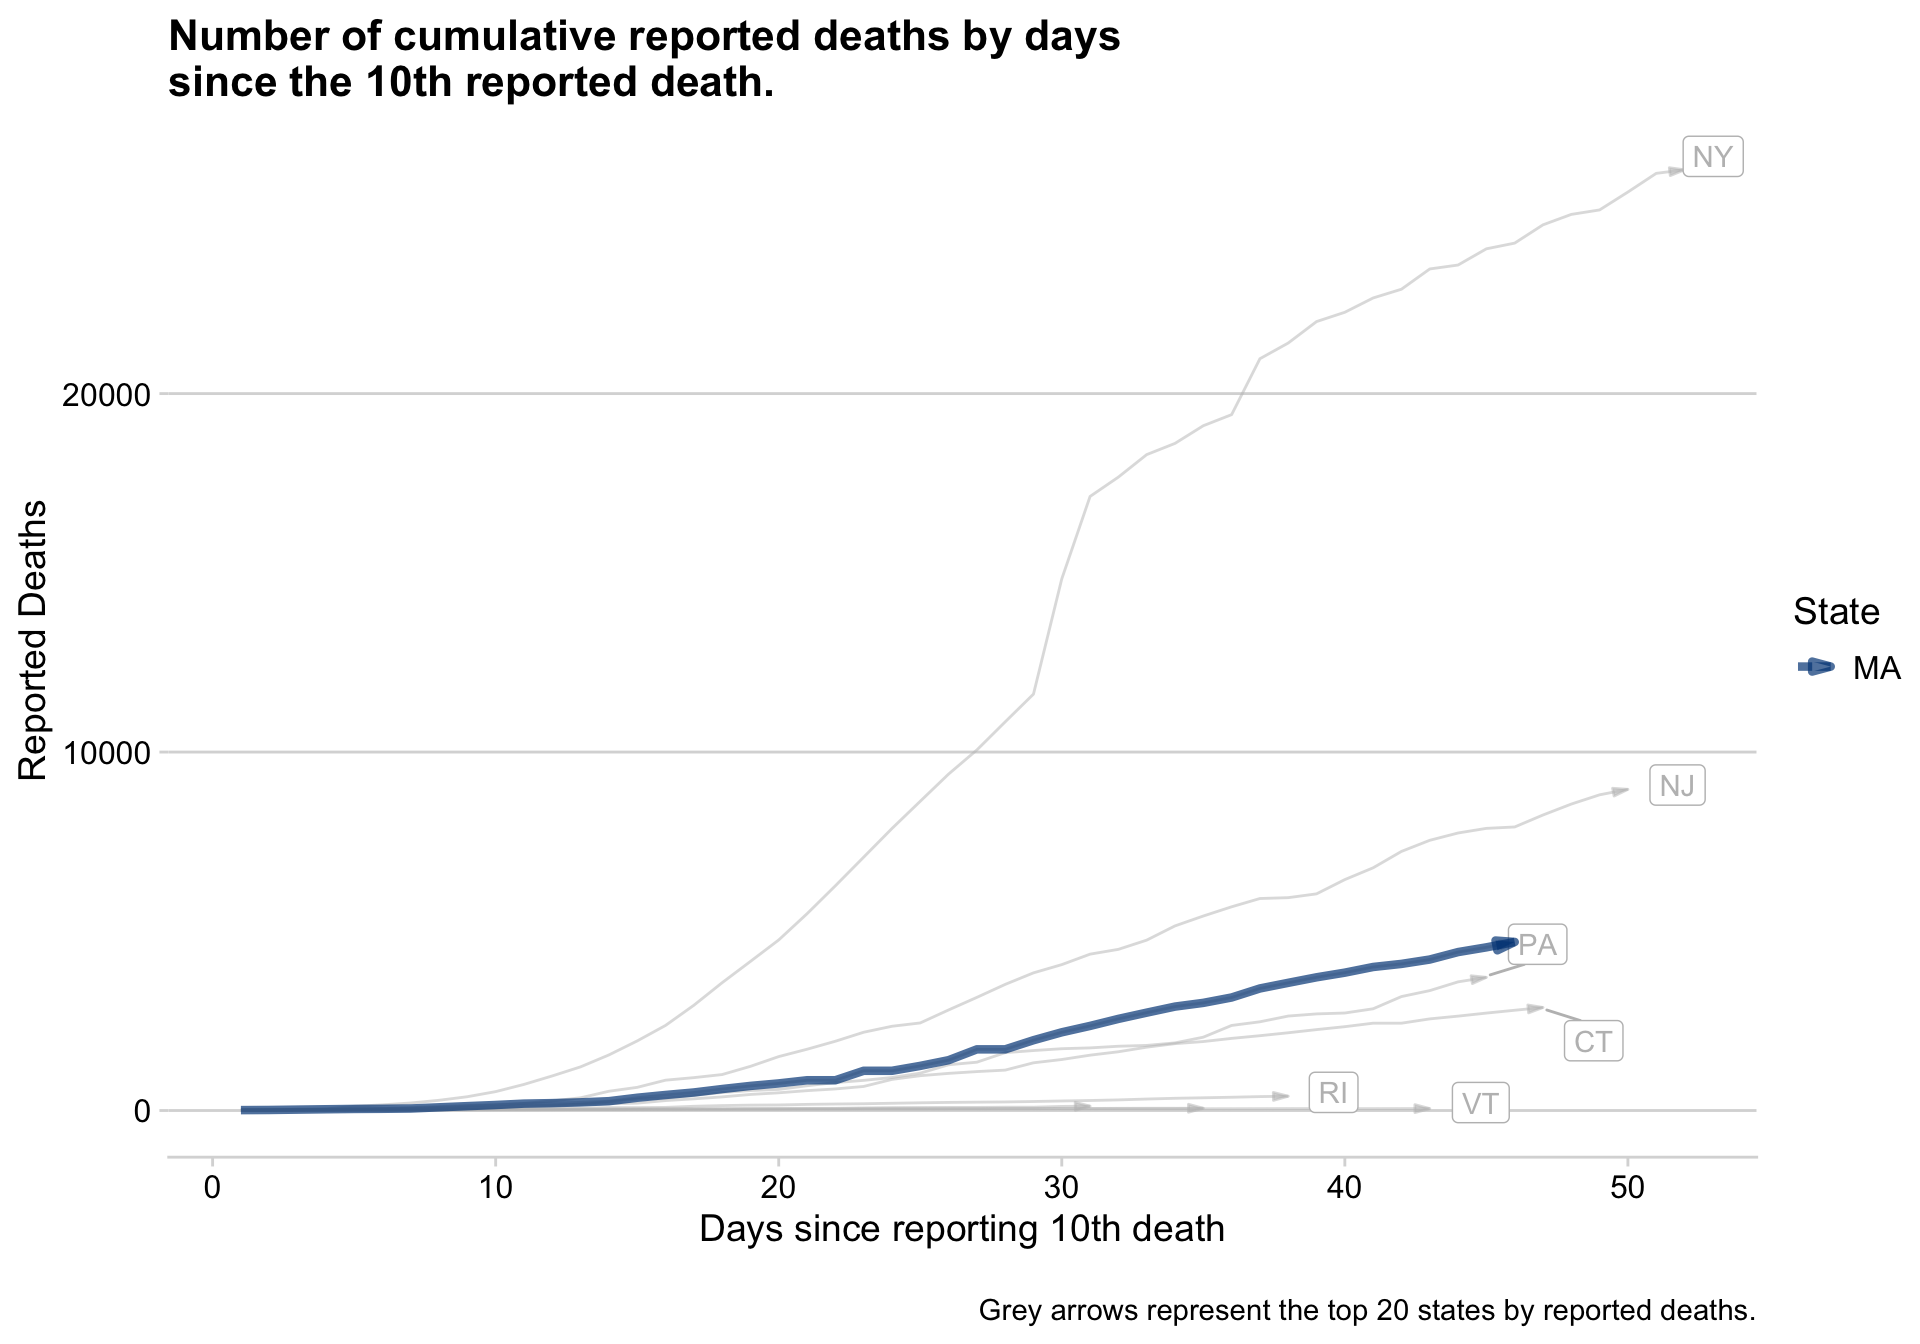 Number of cumulative reported deaths by days
since the 10th reported death.
NY
20000
Reported Deaths
State
MA
10000
NJ
PA
CT
RI
VT
0
0 10 20 30 40 50
Days since reporting 10th death
Grey arrows represent the top 20 states by reported deaths.